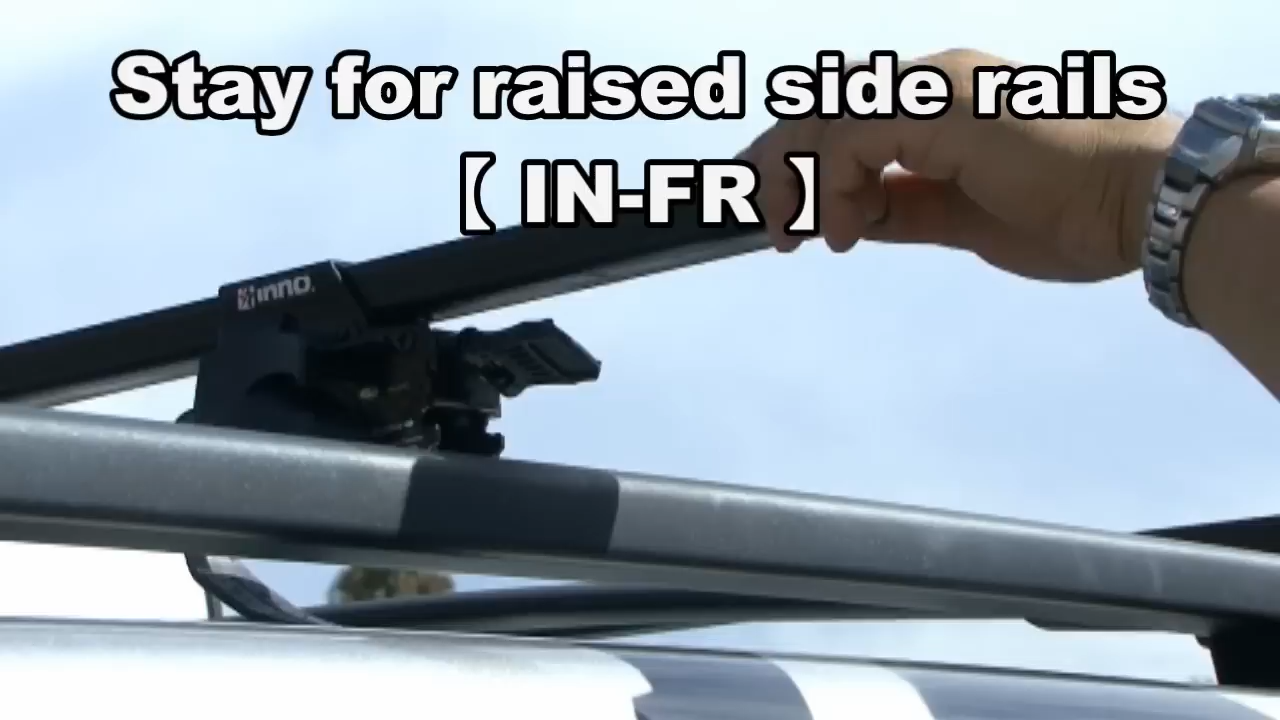 Stay for raised side rails
【 IN-FR 】
INNO